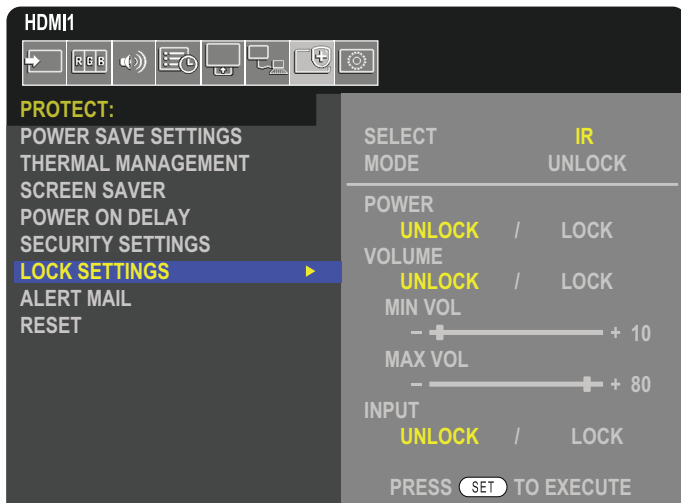 HDMI1
R G B
PROTECT:
POWER SAVE SETTINGS
THERMAL MANAGEMENT
SCREEN SAVER
POWER ON DELAY
SECURITY SETTINGS
LOCK SETTINGS
ALERT MAIL
RESET
SELECT IR
MODE UNLOCK
POWER
UNLOCK / LOCK
VOLUME
UNLOCK / LOCK
MIN VOL
− + 10
MAX VOL
− + 80
INPUT
UNLOCK / LOCK
PRESS SET TO EXECUTE